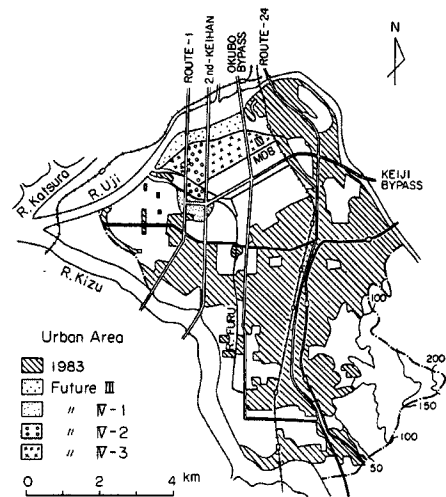 ROUTE-1
2nd-KEIHAN
OKUBO
BYPASS
ROUTE-24
N
MDB
KEIJI
BYPASS
R. Katsura
R. Uji
R. Kizu
R. FURU
100
200
150
100
50
Urban Area
1983
Future III
" IV-1
" IV-2
" IV-3
0 2 4 km